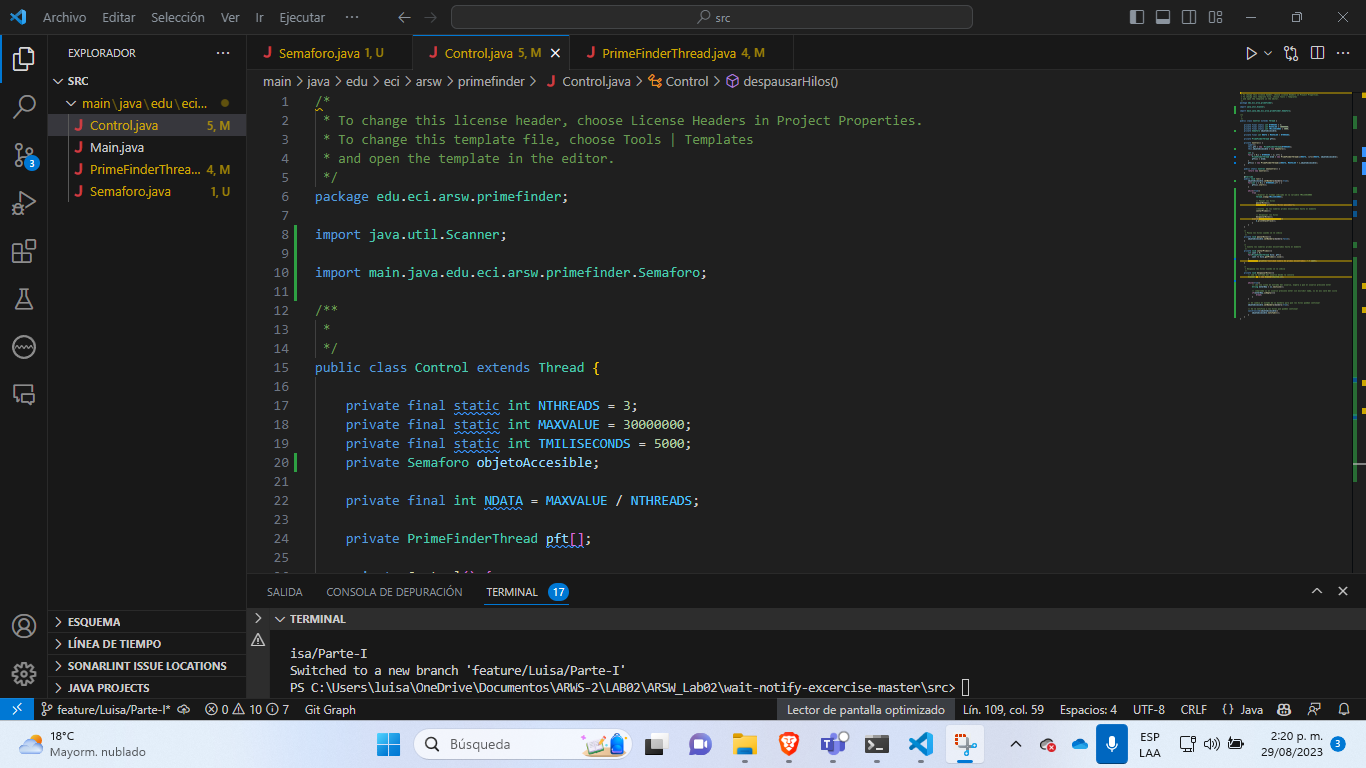 Archivo Editar Selección Ver Ir Ejecutar ···
src
EXPLORADOR
SRC
main\java\edu\eci...
Control.java 5, M
Main.java
PrimeFinderThrea... 4, M
Semaforo.java 1, U
3
ESQUEMA
LÍNEA DE TIEMPO
SONARLINT ISSUE LOCATIONS
JAVA PROJECTS
Semaforo.java 1, U
Control.java 5, M
PrimeFinderThread.java 4, M
main > java > edu > eci > arsw > primefinder > Control.java > Control > despausarHilos()
1 /*
2 * To change this license header, choose License Headers in Project Properties.
3 * To change this template file, choose Tools | Templates
4 * and open the template in the editor.
5 */
6 package edu.eci.arsw.primefinder;
7
8 import java.util.Scanner;
9
10 import main.java.edu.eci.arsw.primefinder.Semaforo;
11
12 /**
13 *
14 */
15 public class Control extends Thread {
16
17 private final static int NTHREADS = 3;
18 private final static int MAXVALUE = 30000000;
19 private final static int TMILISECONDS = 5000;
20 private Semaforo objetoAccesible;
21
22 private final int NDATA = MAXVALUE / NTHREADS;
23
24 private PrimeFinderThread pft[];
25
SALIDA CONSOLA DE DEPURACIÓN TERMINAL 17
TERMINAL
isa/Parte-I
Switched to a new branch 'feature/Luisa/Parte-I'
PS C:\Users\luisa\OneDrive\Documentos\ARWS-2\LAB02\ARSW_Lab02\wait-notify-excercise-master\src>
feature/Luisa/Parte-I* 0 10 7 Git Graph Lector de pantalla optimizado Lín. 109, col. 59 Espacios: 4 UTF-8 CRLF {} Java
18°C
Mayorm. nublado
Búsqueda
ESP
LAA
2:20 p. m.
29/08/2023
3